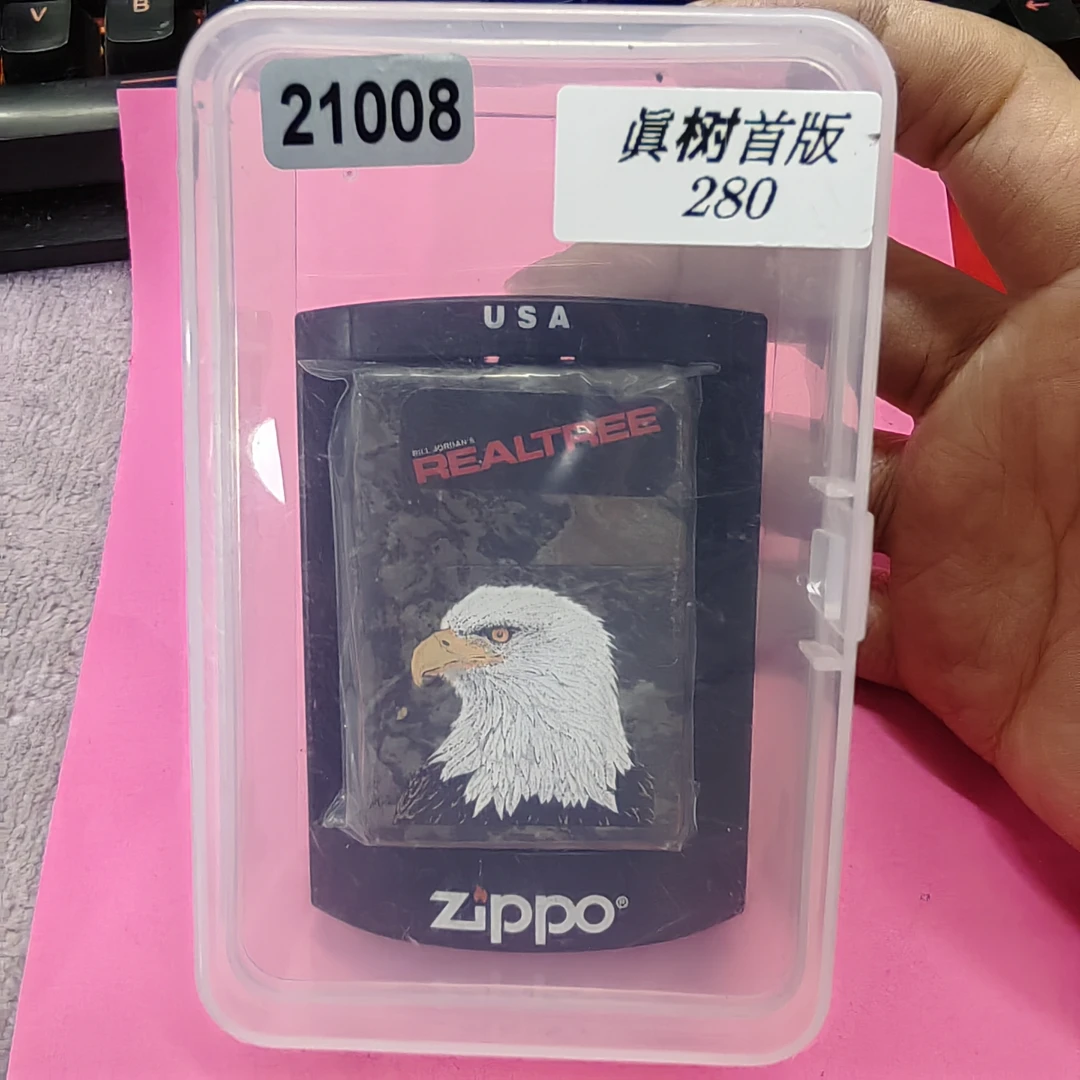 V
B
21008
眞树首版
280
USA
BILL JORDAN'S
REALTREE
Zippo®